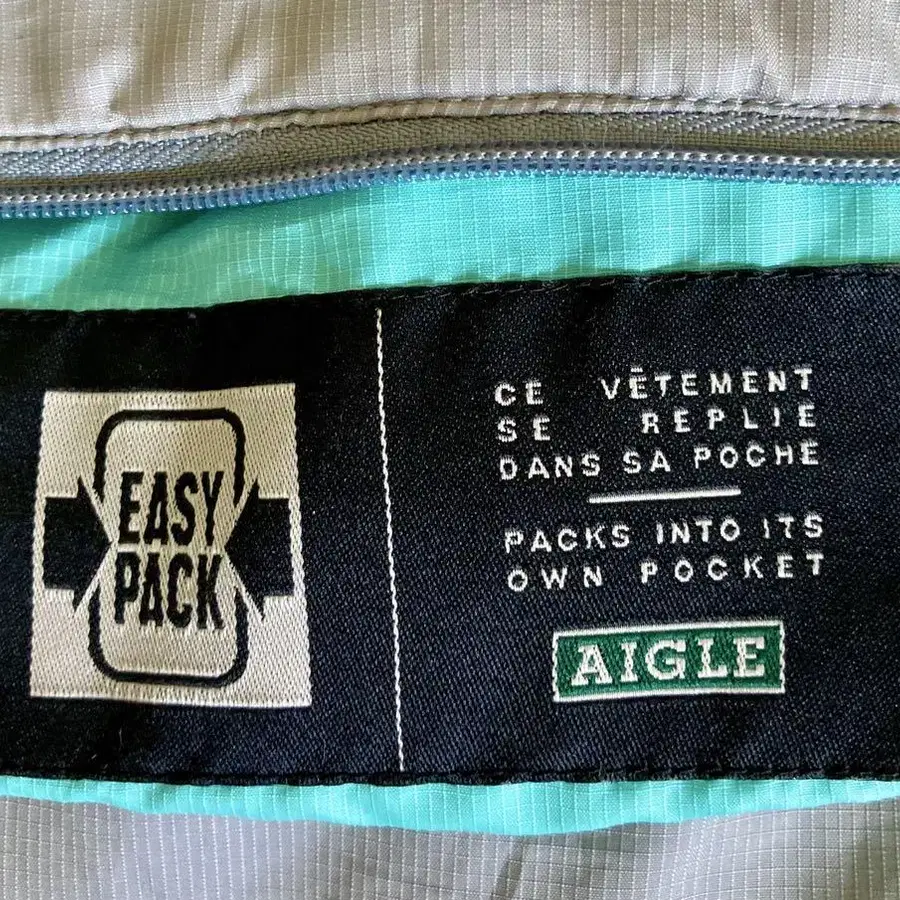 EASY
PACK
CE VÊTEMENT
SE REPLIE
DANS SA POCHE
PACKS INTO ITS
OWN POCKET
AIGLE